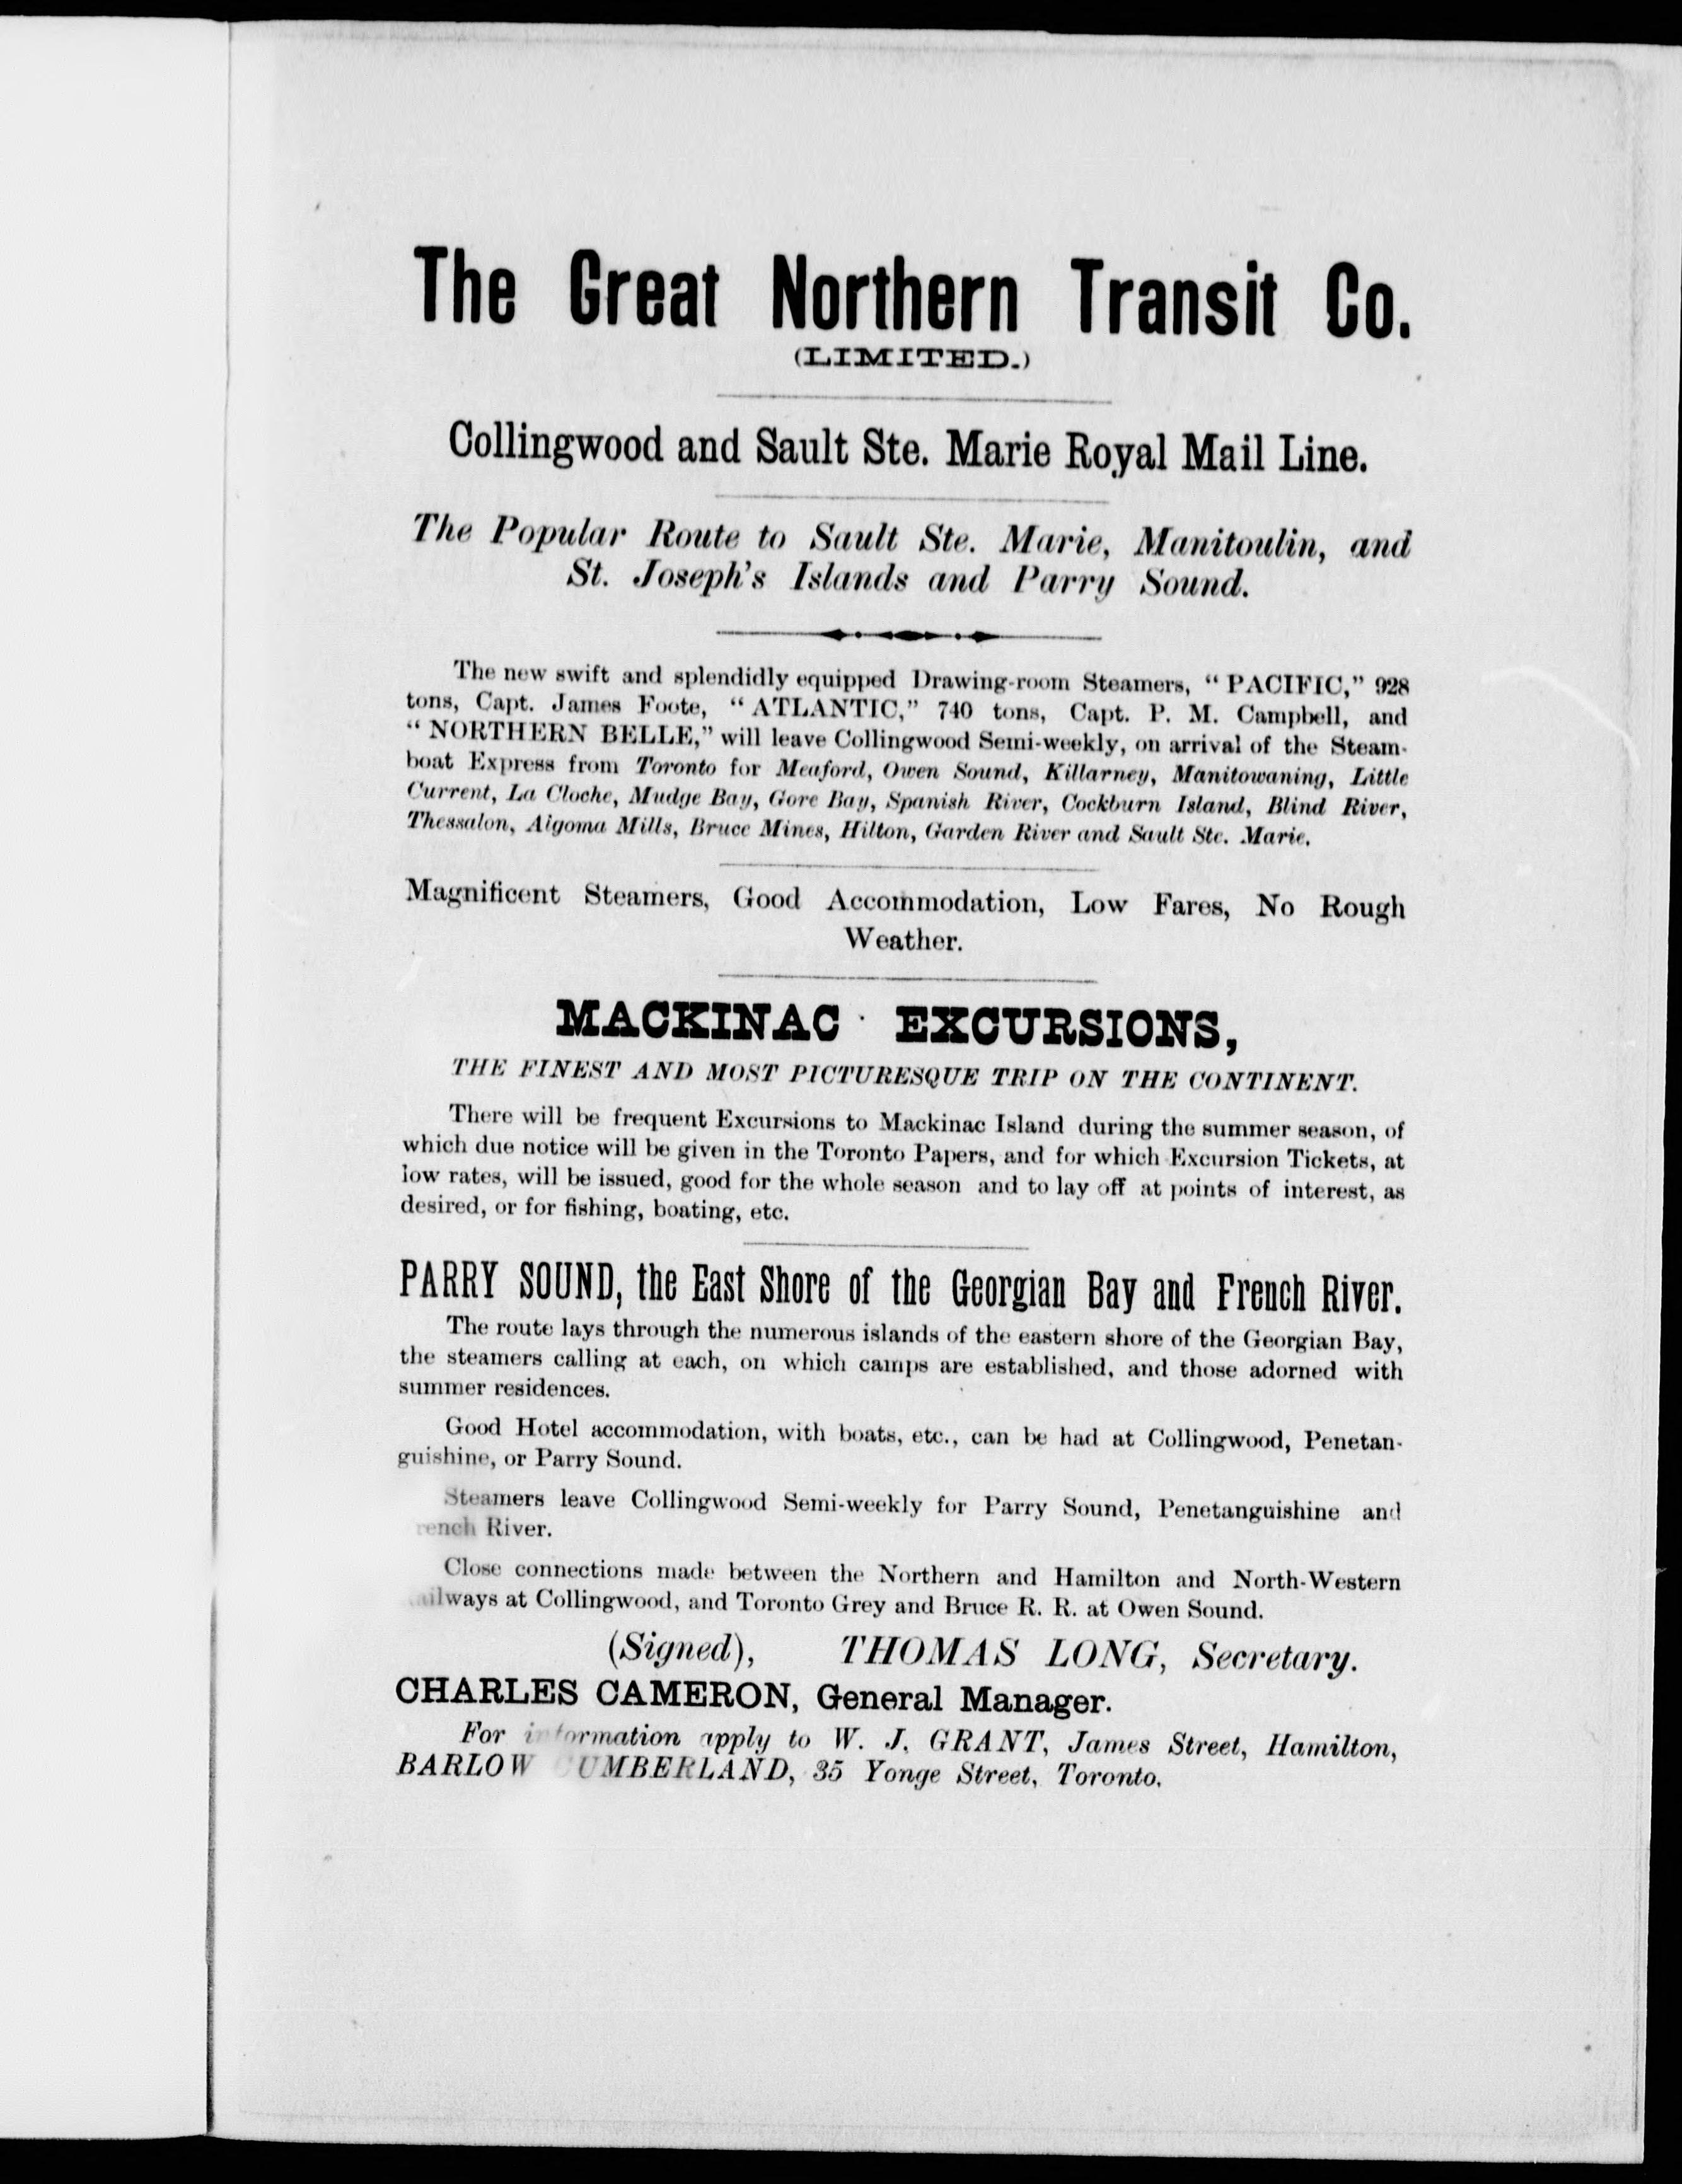 The Great Northern Transit Co.
(LIMITED.)
Collingwood and Sault Ste. Marie Royal Mail Line.
The Popular Route to Sault Ste. Marie, Manitoulin, and
St. Joseph's Islands and Parry Sound.
The new swift and splendidly equipped Drawing-room Steamers, "PACIFIC," 928
tons, Capt. James Foote, "ATLANTIC," 740 tons, Capt. P. M. Campbell, and
"NORTHERN BELLE," will leave Collingwood Semi-weekly, on arrival of the Steam-
boat Express from Toronto for Meaford, Owen Sound, Killarney, Manitowaning, Little
Current, La Cloche, Mudge Bay, Gore Bay, Spanish River, Cockburn Island, Blind River,
Thessalon, Algoma Mills, Bruce Mines, Hilton, Garden River and Sault Ste. Marie.
Magnificent Steamers, Good Accommodation, Low Fares, No Rough
Weather.
MACKINAC EXCURSIONS,
THE FINEST AND MOST PICTURESQUE TRIP ON THE CONTINENT.
There will be frequent Excursions to Mackinac Island during the summer season, of
which due notice will be given in the Toronto Papers, and for which Excursion Tickets, at
low rates, will be issued, good for the whole season and to lay off at points of interest, as
desired, or for fishing, boating, etc.
PARRY SOUND, the East Shore of the Georgian Bay and French River.
The route lays through the numerous islands of the eastern shore of the Georgian Bay,
the steamers calling at each, on which camps are established, and those adorned with
summer residences.
Good Hotel accommodation, with boats, etc., can be had at Collingwood, Penetan-
guishine, or Parry Sound.
Steamers leave Collingwood Semi-weekly for Parry Sound, Penetanguishine and
rench River.
Close connections made between the Northern and Hamilton and North-Western
ailways at Collingwood, and Toronto Grey and Bruce R. R. at Owen Sound.
(Signed), THOMAS LONG, Secretary.
CHARLES CAMERON, General Manager.
For information apply to W. J. GRANT, James Street, Hamilton,
BARLOW CUMBERLAND, 35 Yonge Street, Toronto.